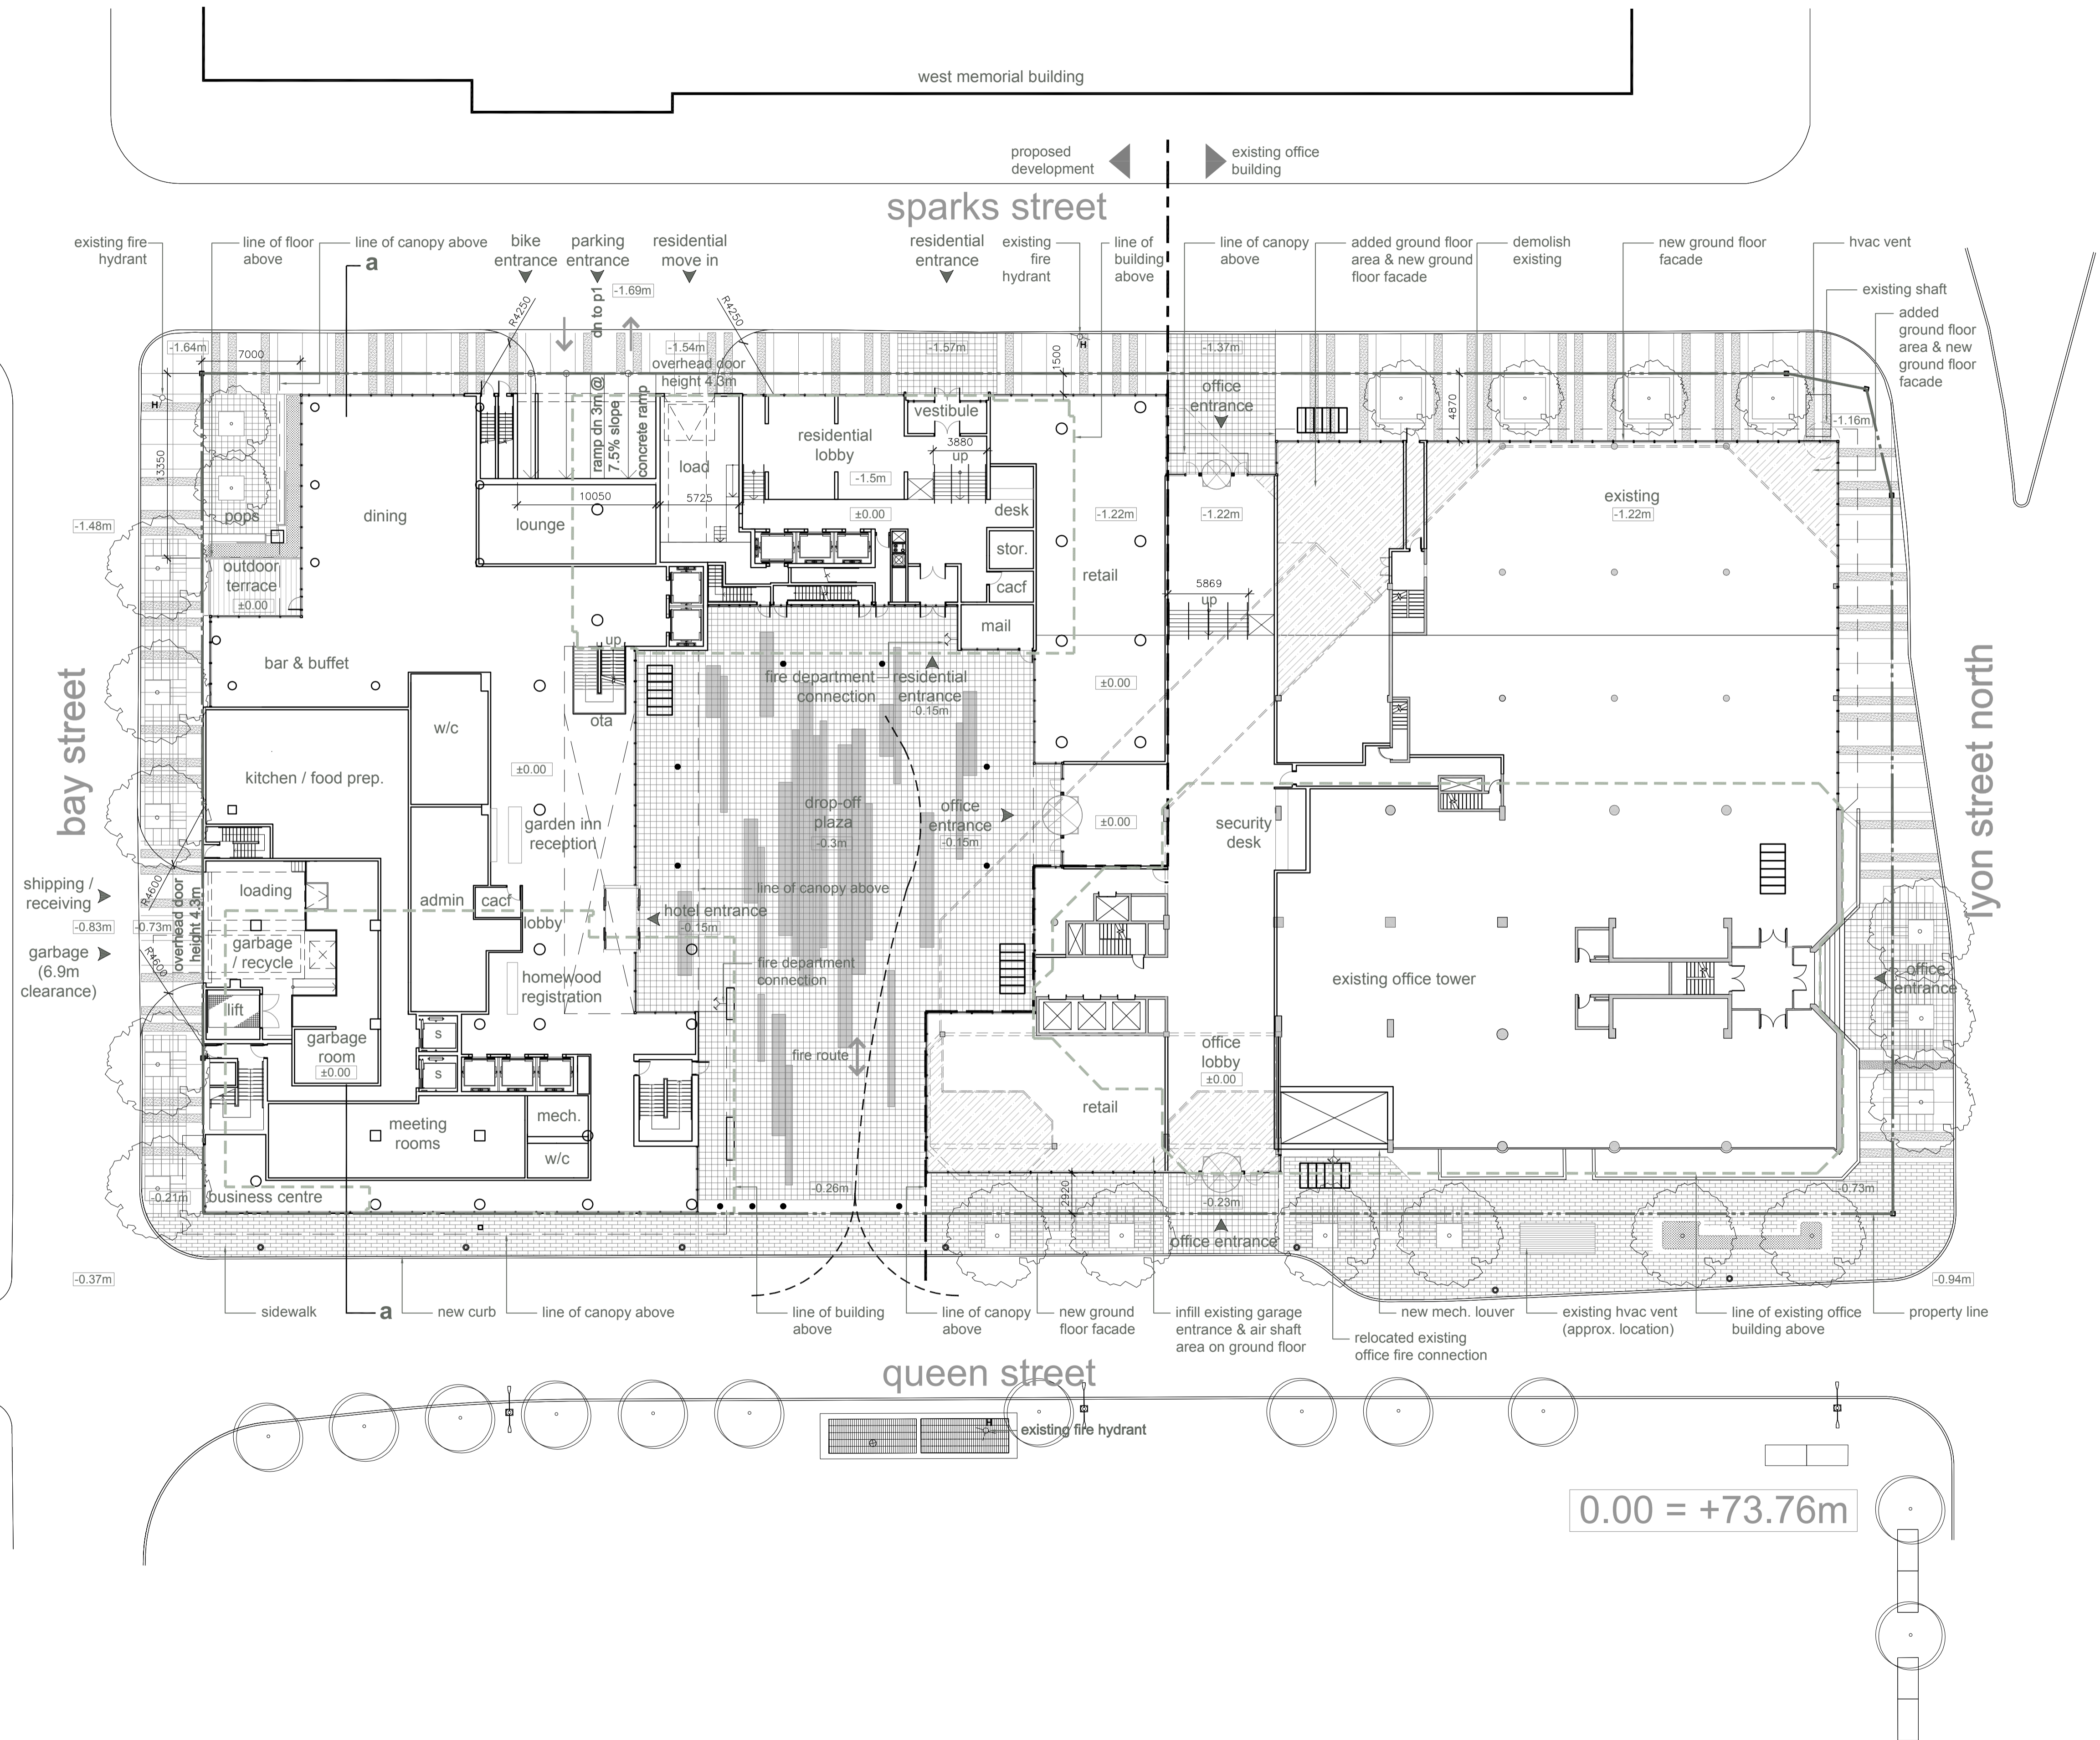 west memorial building
proposed
development
existing office
building
sparks street
existing fire
hydrant
line of floor
above
line of canopy above
a
bike
entrance
parking
entrance
residential
move in
residential
entrance
existing
fire
hydrant
line of
building
above
line of canopy
above
added ground floor
area & new ground
floor facade
demolish
existing
new ground floor
facade
hvac vent
existing shaft
added
ground floor
area & new
ground floor
facade
R4250
dn to p1
-1.69m
R4250
-1.64m
7000
-1.54m
overhead door
height 4.3m
-1.57m
1500
-1.37m
H
H
office
entrance
4870
-1.16m
13350
ramp dn 3m @
7.5% slope
concrete ramp
load
residential
lobby
vestibule
3880
up
-1.5m
existing
-1.22m
pops
dining
lounge
10050
5725
±0.00
desk
-1.22m
-1.22m
-1.48m
stor.
outdoor
terrace
±0.00
cacf
retail
5869
up
mail
up
bar & buffet
fire department
connection
residential
entrance
-0.15m
±0.00
ota
w/c
bay street
lyon street north
kitchen / food prep.
±0.00
garden inn
reception
drop-off
plaza
-0.3m
office
entrance
-0.15m
±0.00
security
desk
shipping /
receiving
-0.83m
-0.73m
garbage
(6.9m
clearance)
R4600
R4600
overhead door
height 4.3m
loading
garbage
/ recycle
admin
cacf
lobby
line of canopy above
hotel entrance
-0.15m
fire department
connection
homewood
registration
existing office tower
office
entrance
lift
garbage
room
±0.00
s
s
fire route
office
lobby
±0.00
retail
meeting
rooms
mech.
w/c
business centre
-0.21m
-0.26m
2920
-0.23m
office entrance
-0.73m
-0.37m
-0.94m
sidewalk
a
new curb
line of canopy above
line of building
above
line of canopy
above
new ground
floor facade
infill existing garage
entrance & air shaft
area on ground floor
new mech. louver
relocated existing
office fire connection
existing hvac vent
(approx. location)
line of existing office
building above
property line
queen street
H
existing fire hydrant
0.00 = +73.76m